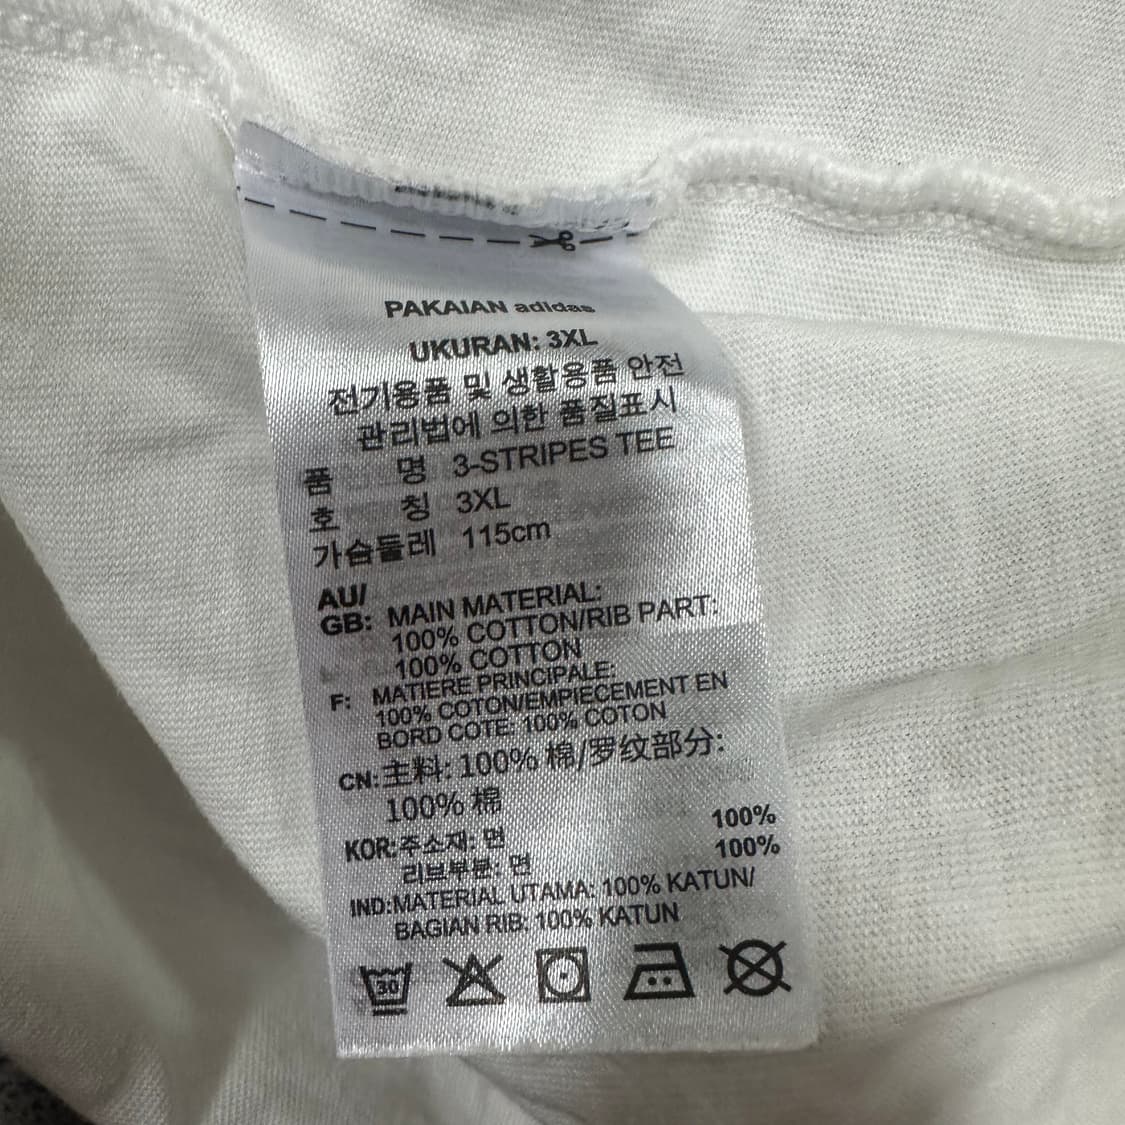 PAKAIAN adidas
UKURAN: 3XL
전기용품 및 생활용품 안전
관리법에 의한 품질표시
품 명 3-STRIPES TEE
호 칭 3XL
가슴둘레 115cm
AU/
GB: MAIN MATERIAL:
100% COTTON/RIB PART:
100% COTTON
F: MATIERE PRINCIPALE:
100% COTON/EMPIECEMENT EN
BORD COTE: 100% COTON
CN:主料: 100% 棉/罗纹部分:
100% 棉
KOR:주소재: 면 100%
리브부분: 면 100%
IND:MATERIAL UTAMA: 100% KATUN/
BAGIAN RIB: 100% KATUN
30